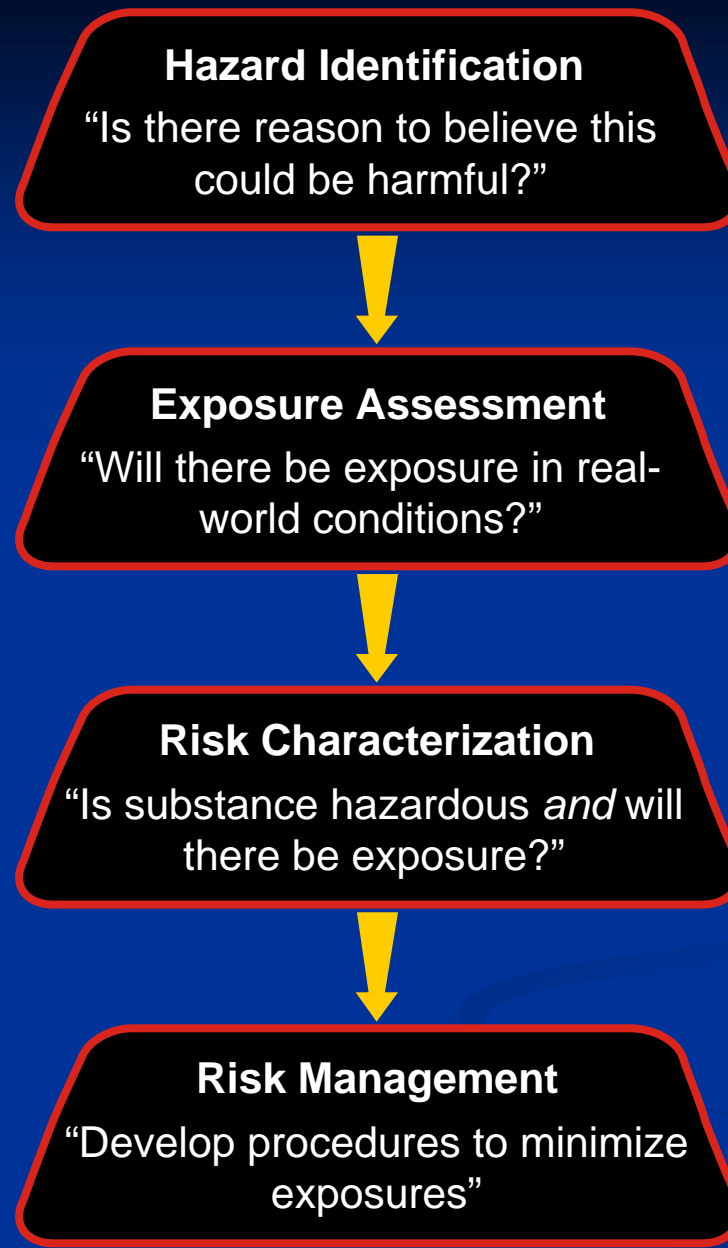 Hazard Identification
“Is there reason to believe this
could be harmful?”
Exposure Assessment
“Will there be exposure in real-
world conditions?”
Risk Characterization
“Is substance hazardous and will
there be exposure?”
Risk Management
“Develop procedures to minimize
exposures”